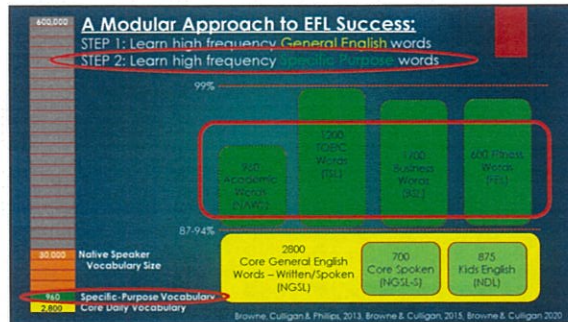 600,000
A Modular Approach to EFL Success:
STEP 1: Learn high frequency General English words
STEP 2: Learn high frequency Specific Purpose words
99%
960
Academic
Words
(NAWL)
1200
TOEIC
Words
(TSL)
1700
Business
Words
(BSL)
600 Fitness
Words
(FEL)
87-94%
2800
Core General English
Words – Written/Spoken
(NGSL)
700
Core Spoken
(NGSL-S)
875
Kids English
(NDL)
30,000 Native Speaker
Vocabulary Size
960 Specific-Purpose Vocabulary
2,800 Core Daily Vocabulary
Browne, Culligan & Phillips, 2013, Browne & Culligan, 2015, Browne & Culligan 2020